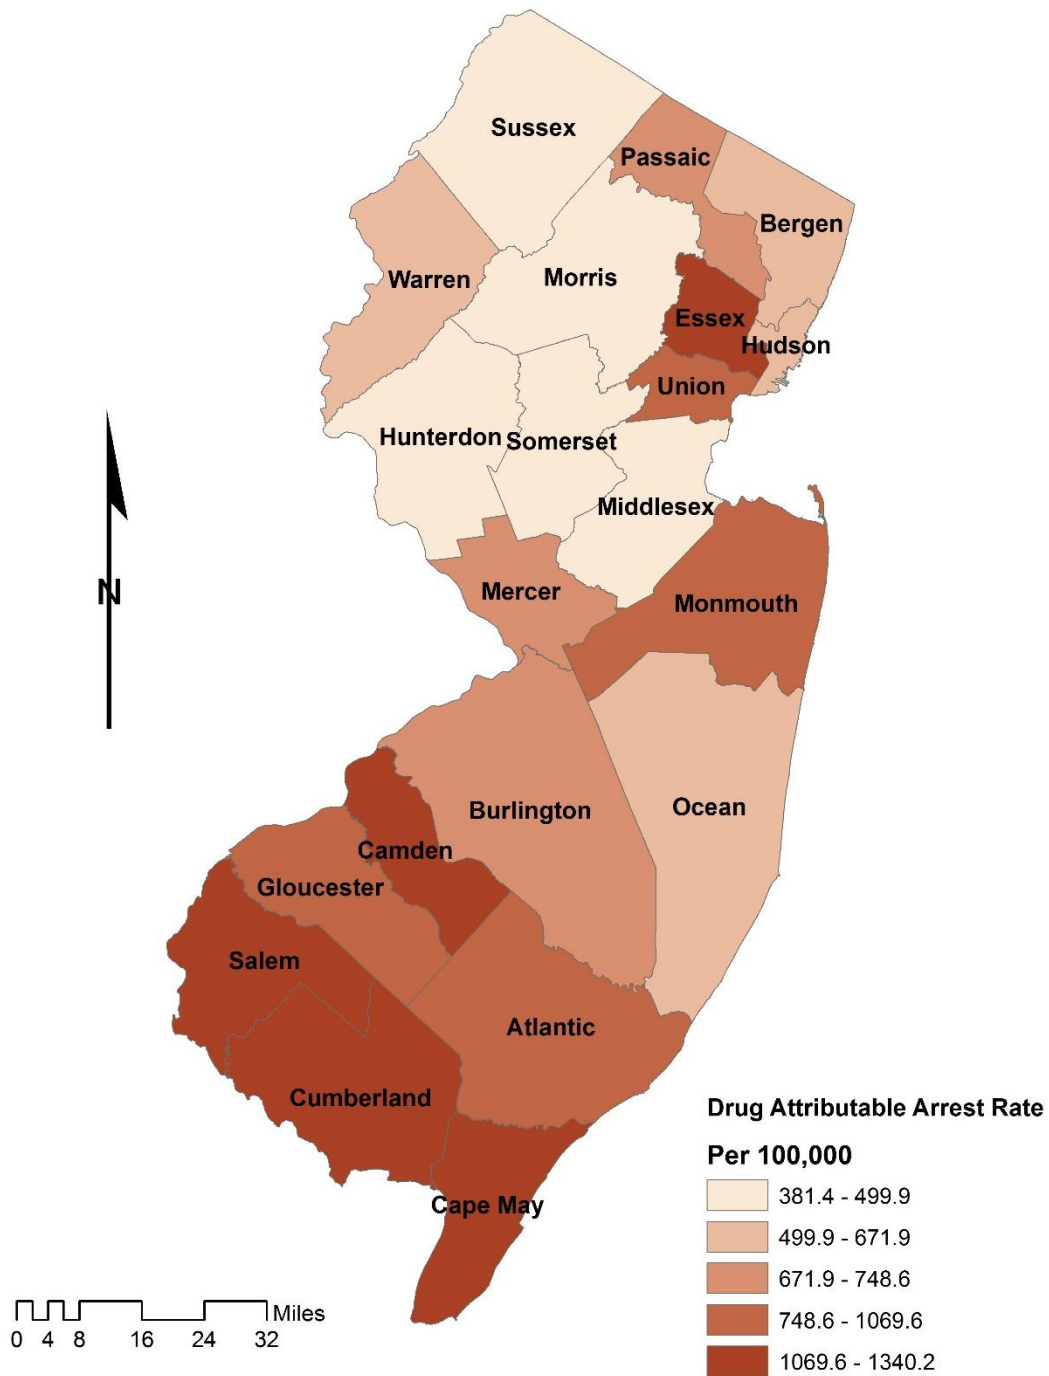 Sussex
Passaic
Bergen
Warren
Morris
Essex
Hudson
Union
Hunterdon
Somerset
Middlesex
N
Mercer
Monmouth
Burlington
Ocean
Camden
Gloucester
Salem
Atlantic
Cumberland
Cape May
Drug Attributable Arrest Rate
Per 100,000
381.4 - 499.9
499.9 - 671.9
671.9 - 748.6
748.6 - 1069.6
1069.6 - 1340.2
Miles
0 4 8 16 24 32